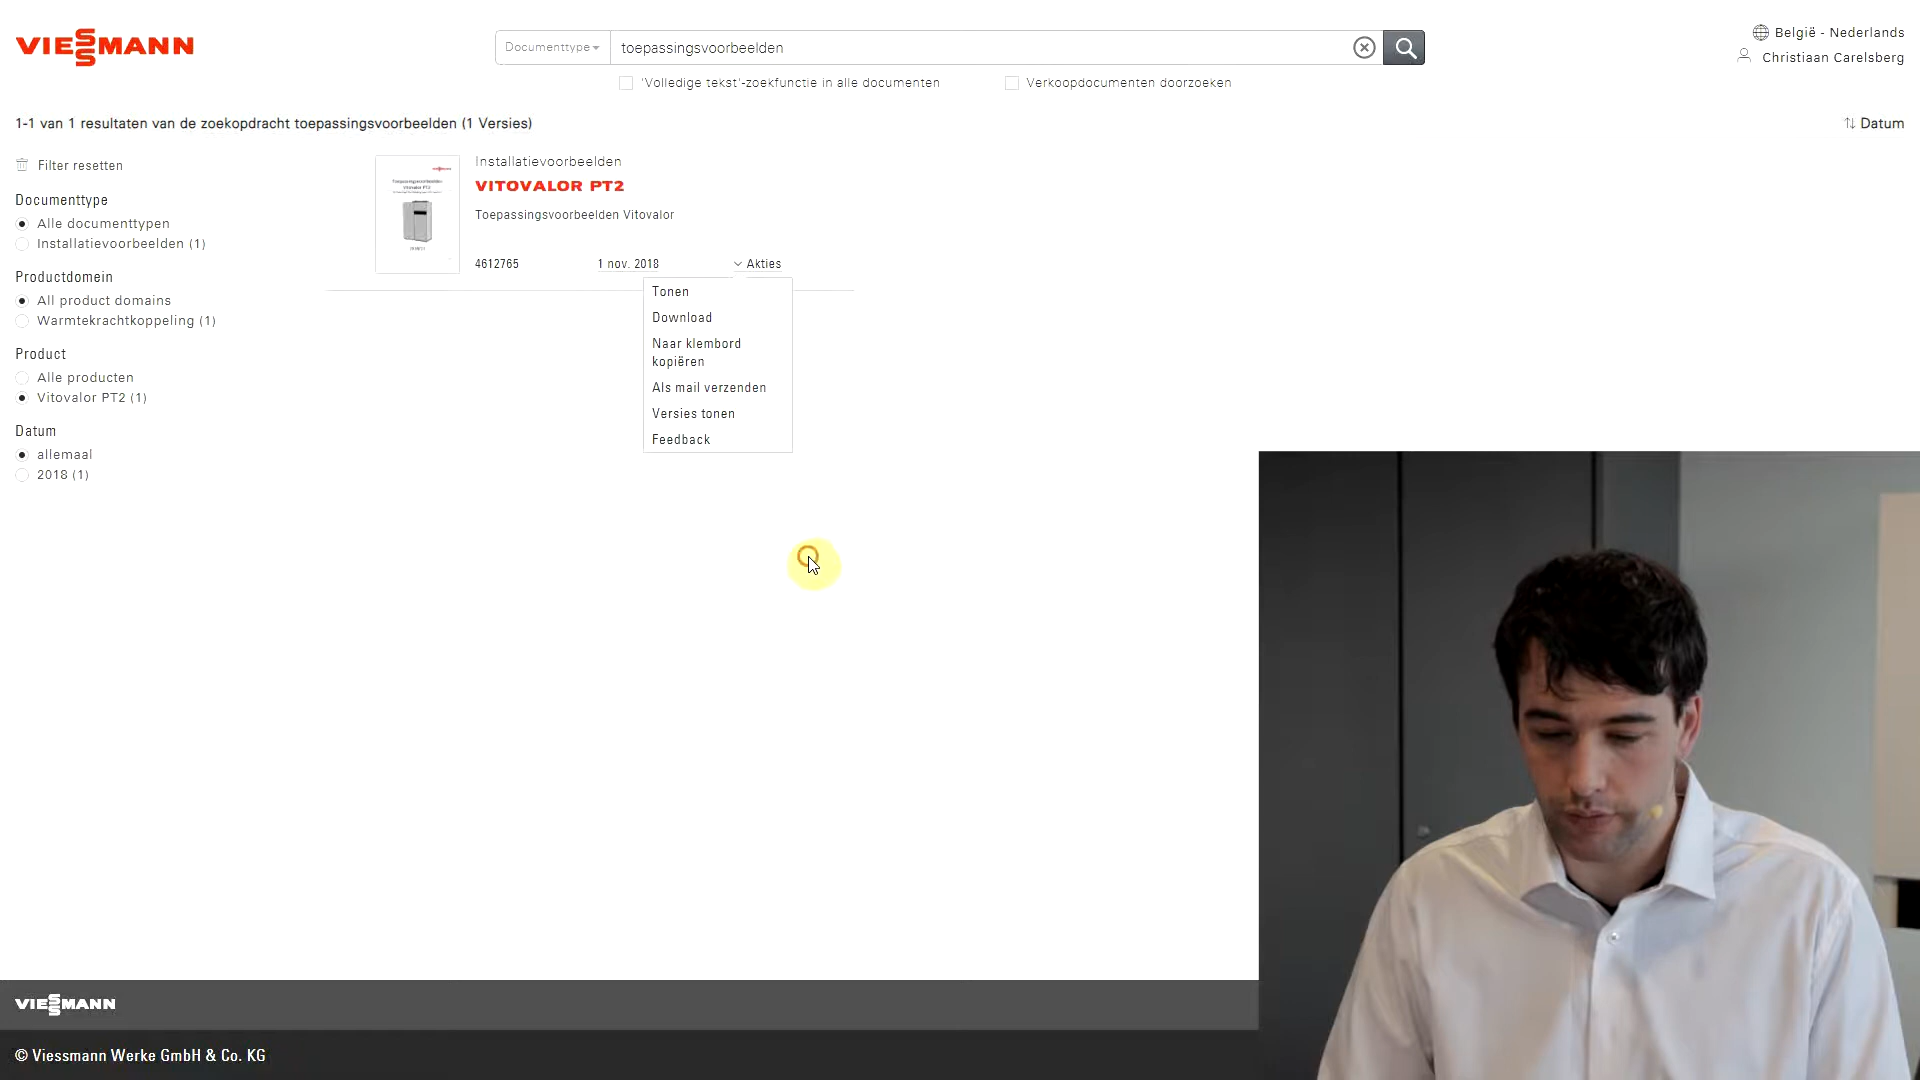 VIESSMANN
Documenttype
toepassingsvoorbeelden
België - Nederlands
Christiaan Carelsberg
'Volledige tekst'-zoekfunctie in alle documenten
Verkoopdocumenten doorzoeken
1-1 van 1 resultaten van de zoekopdracht toepassingsvoorbeelden (1 Versies)
Datum
Filter resetten
Documenttype
Alle documenttypen
Installatievoorbeelden (1)
Productdomein
All product domains
Warmtekrachtkoppeling (1)
Product
Alle producten
Vitovalor PT2 (1)
Datum
allemaal
2018 (1)
Toepassingsvoorbeelden
Vitovalor PT2
Installatievoorbeelden
VITOVALOR PT2
Toepassingsvoorbeelden Vitovalor
4612765
1 nov. 2018
Akties
Tonen
Download
Naar klembord
kopiëren
Als mail verzenden
Versies tonen
Feedback
VIESSMANN
© Viessmann Werke GmbH & Co. KG